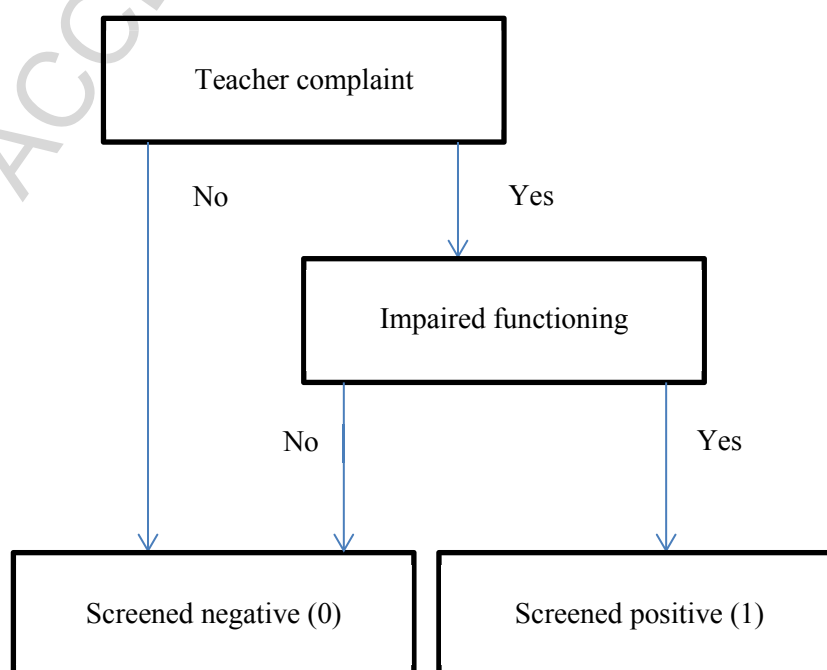 Teacher complaint
No
Yes
Impaired functioning
No
Yes
Screened negative (0)
Screened positive (1)